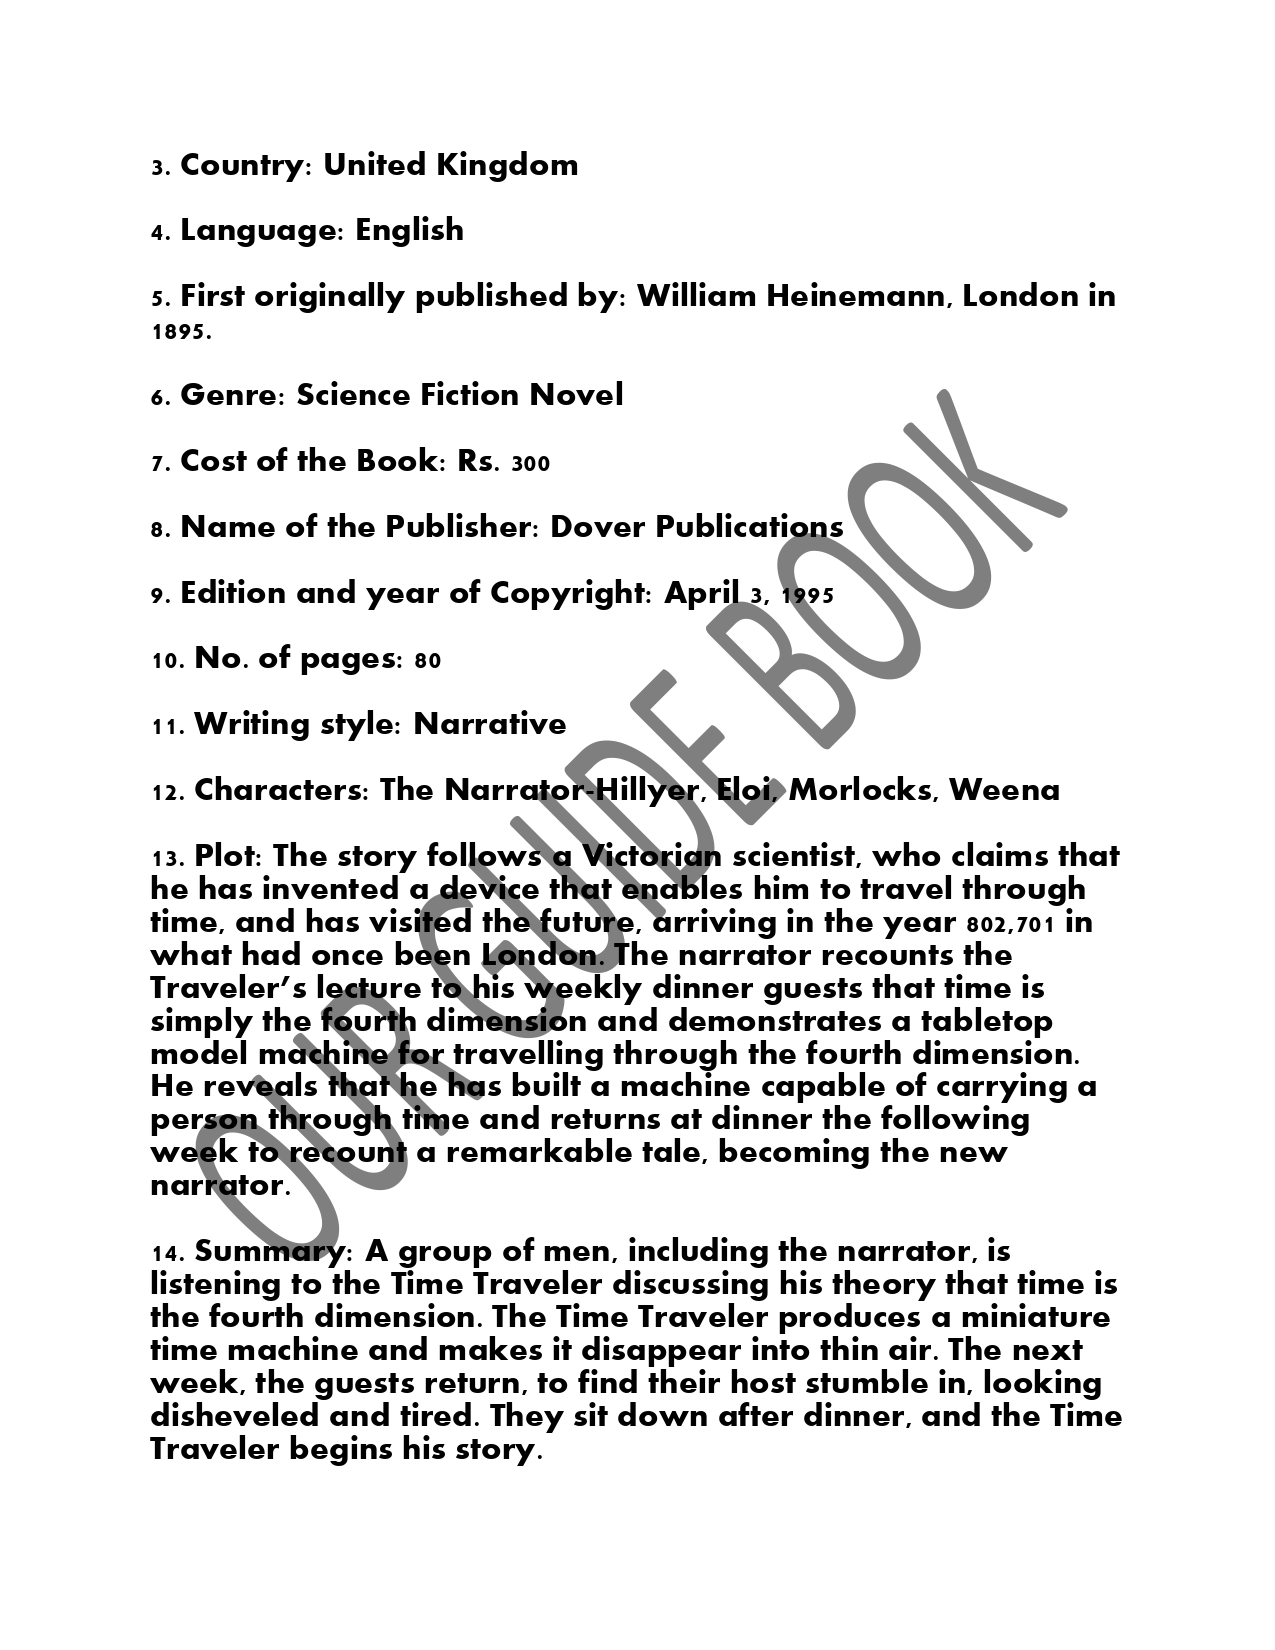 3. Country: United Kingdom
4. Language: English
5. First originally published by: William Heinemann, London in
1895.
6. Genre: Science Fiction Novel
7. Cost of the Book: Rs. 300
8. Name of the Publisher: Dover Publications
9. Edition and year of Copyright: April 3, 1995
10. No. of pages: 80
11. Writing style: Narrative
12. Characters: The Narrator-Hillyer, Eloi, Morlocks, Weena
13. Plot: The story follows a Victorian scientist, who claims that
he has invented a device that enables him to travel through
time, and has visited the future, arriving in the year 802,701 in
what had once been London. The narrator recounts the
Traveler’s lecture to his weekly dinner guests that time is
simply the fourth dimension and demonstrates a tabletop
model machine for travelling through the fourth dimension.
He reveals that he has built a machine capable of carrying a
person through time and returns at dinner the following
week to recount a remarkable tale, becoming the new
narrator.
14. Summary: A group of men, including the narrator, is
listening to the Time Traveler discussing his theory that time is
the fourth dimension. The Time Traveler produces a miniature
time machine and makes it disappear into thin air. The next
week, the guests return, to find their host stumble in, looking
disheveled and tired. They sit down after dinner, and the Time
Traveler begins his story.
OUR GUIDE BOOK